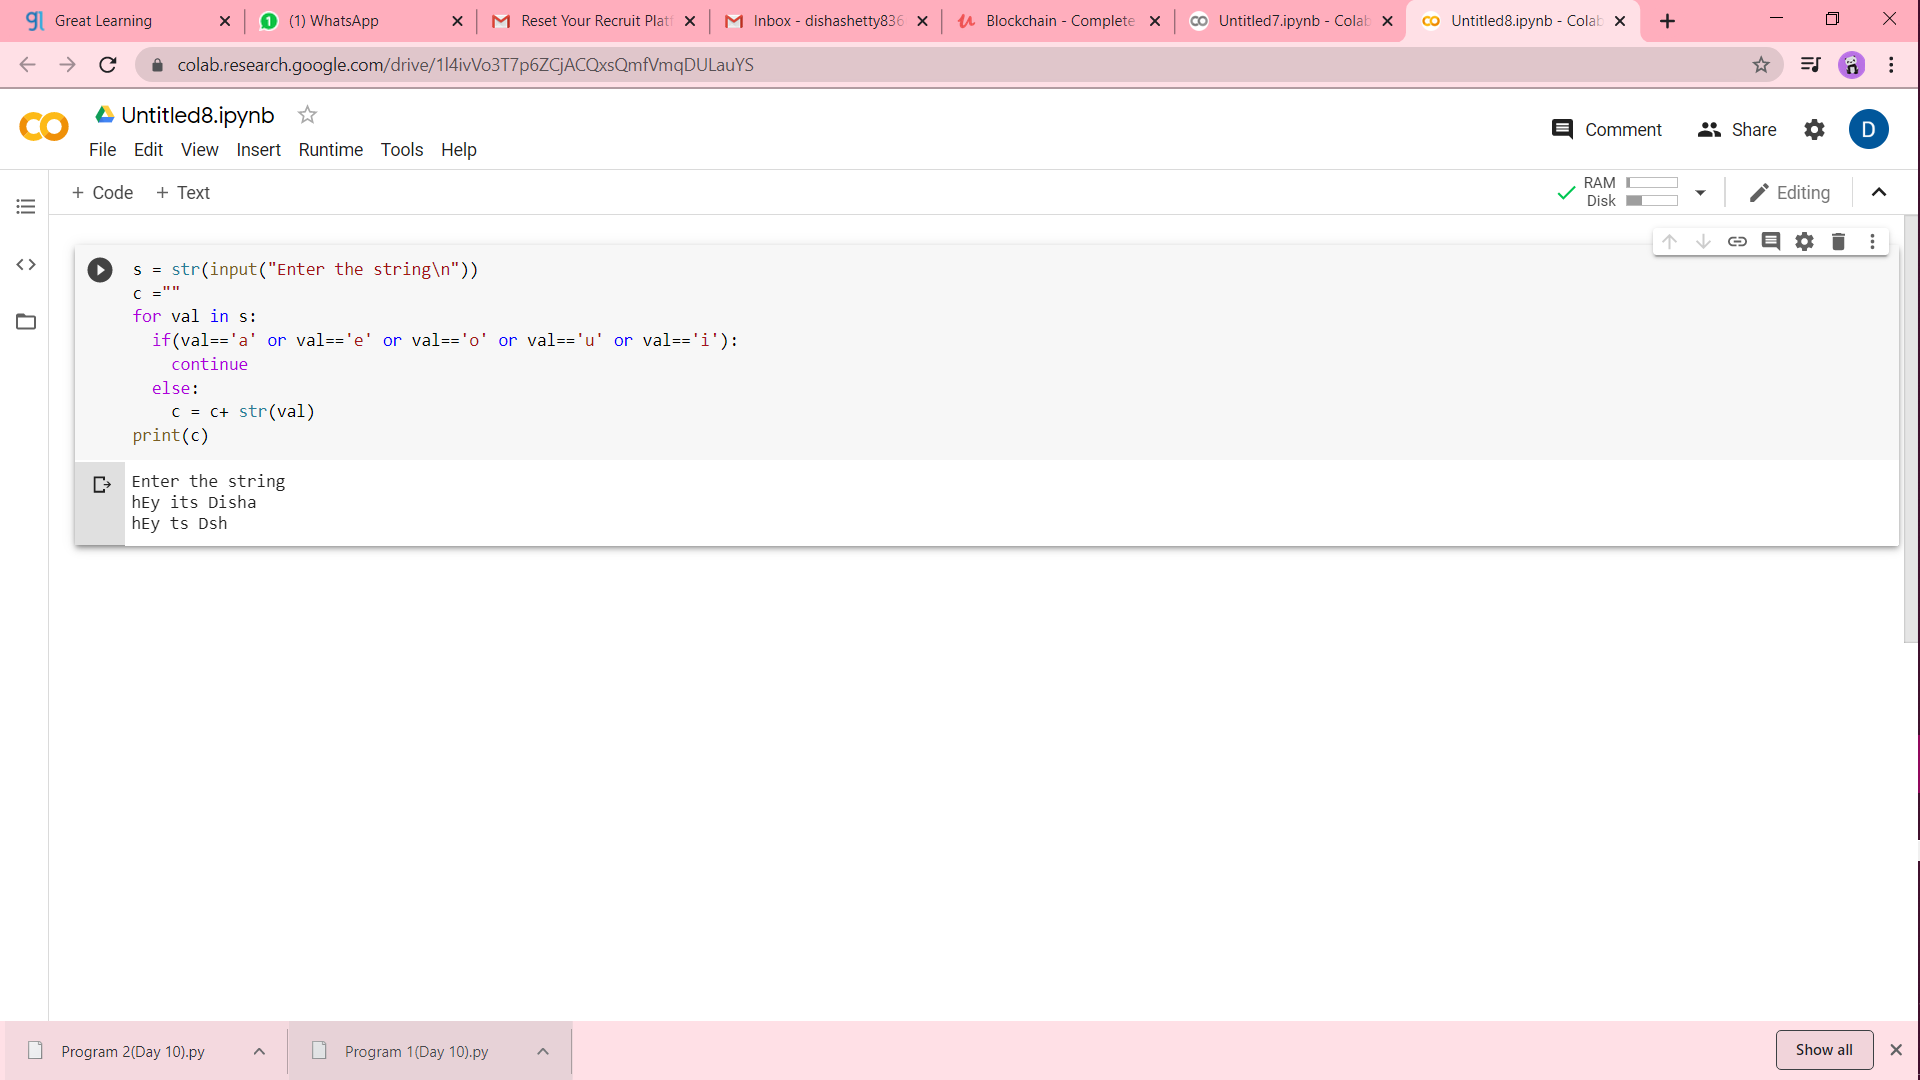 Great Learning
(1) WhatsApp
Reset Your Recruit Platf
Inbox - dishashetty836
Blockchain - Complete
Untitled7.ipynb - Colab
Untitled8.ipynb - Colab
colab.research.google.com/drive/1l4ivVo3T7p6ZCjACQxsQmfVmqDULauYS
Untitled8.ipynb
Comment
Share
D
File Edit View Insert Runtime Tools Help
+ Code + Text
RAM
Disk
Editing
s = str(input("Enter the string\n"))
c =""
for val in s:
  if(val=='a' or val=='e' or val=='o' or val=='u' or val=='i'):
    continue
  else:
    c = c+ str(val)
print(c)
Enter the string
hEy its Disha
hEy ts Dsh
Program 2(Day 10).py
Program 1(Day 10).py
Show all